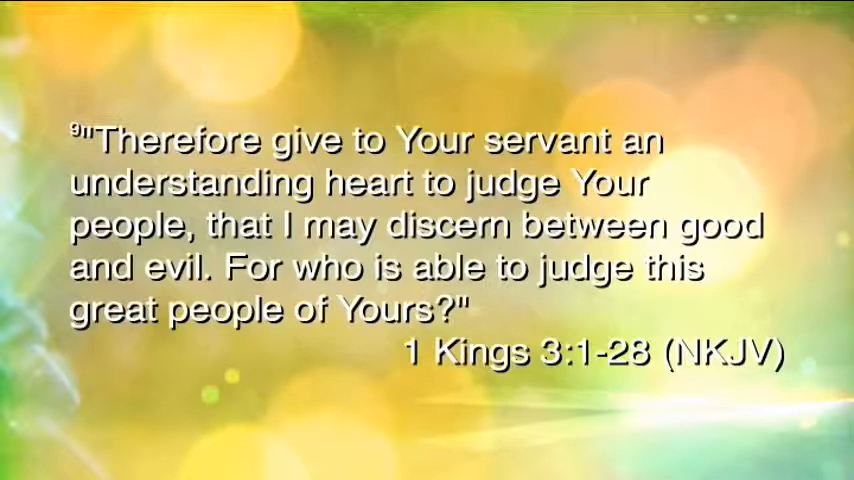 ⁹"Therefore give to Your servant an
understanding heart to judge Your
people, that I may discern between good
and evil. For who is able to judge this
great people of Yours?"
1 Kings 3:1-28 (NKJV)